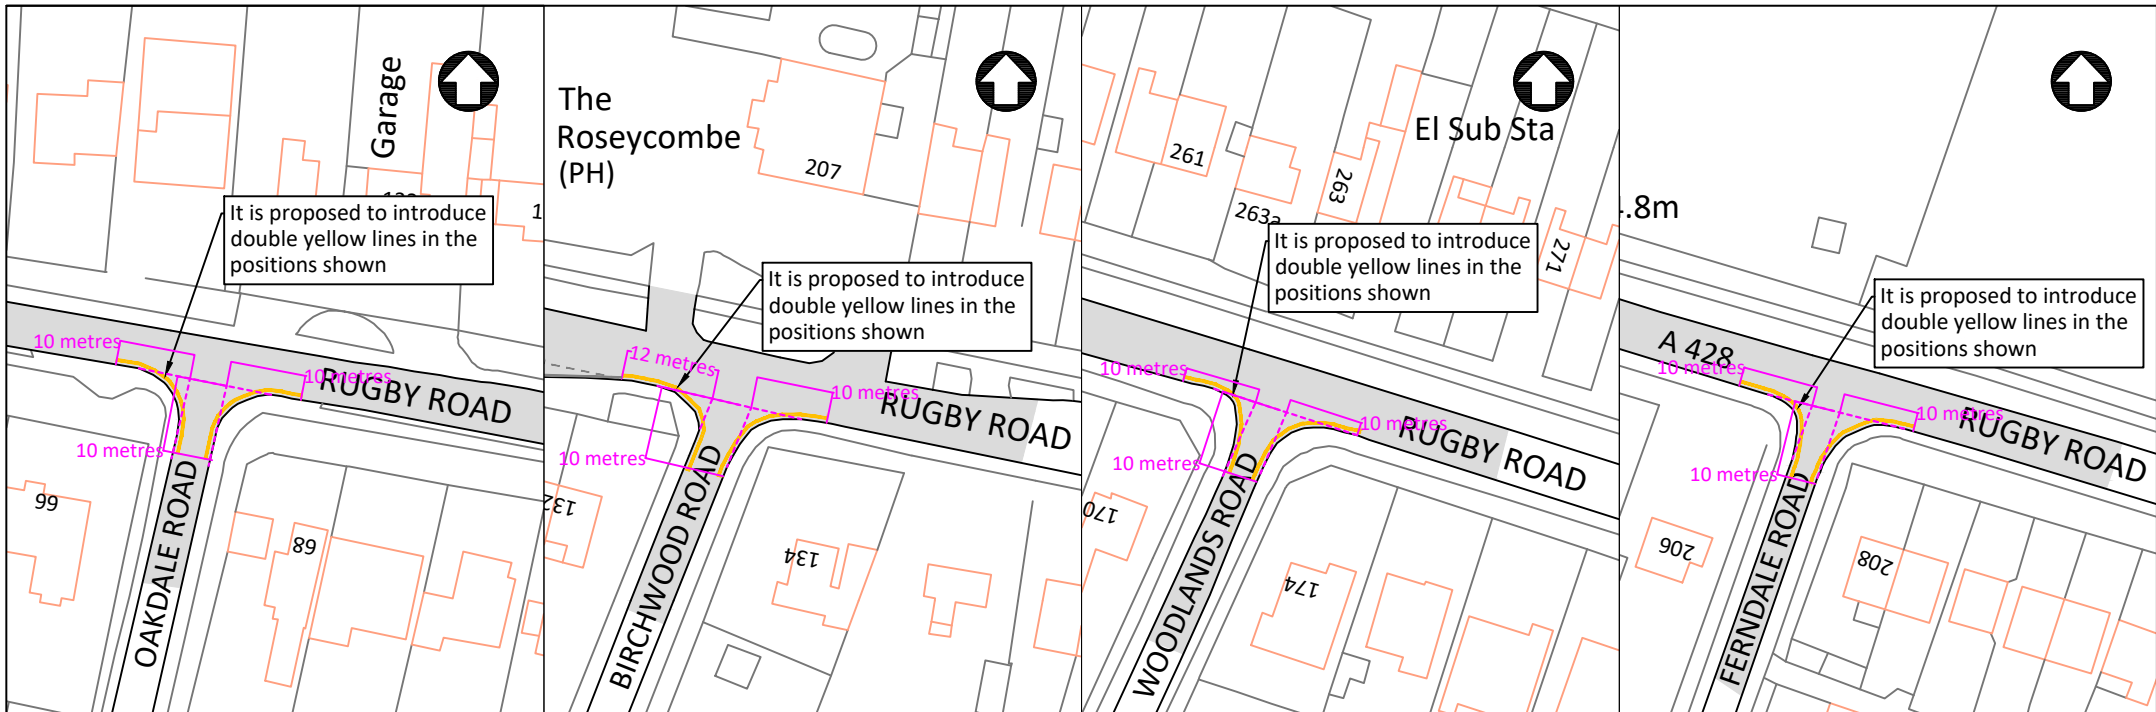 Garage
It is proposed to introduce
double yellow lines in the
positions shown
10 metres
10 metres
RUGBY ROAD
10 metres
OAKDALE ROAD
66
68
The
Roseycombe
(PH)
207
It is proposed to introduce
double yellow lines in the
positions shown
12 metres
10 metres
RUGBY ROAD
10 metres
BIRCHWOOD ROAD
132
134
El Sub Sta
261
263
263a
271
It is proposed to introduce
double yellow lines in the
positions shown
10 metres
10 metres
RUGBY ROAD
10 metres
WOODLANDS ROAD
170
174
.8m
It is proposed to introduce
double yellow lines in the
positions shown
A 428
10 metres
10 metres
RUGBY ROAD
10 metres
FERNDALE ROAD
206
208